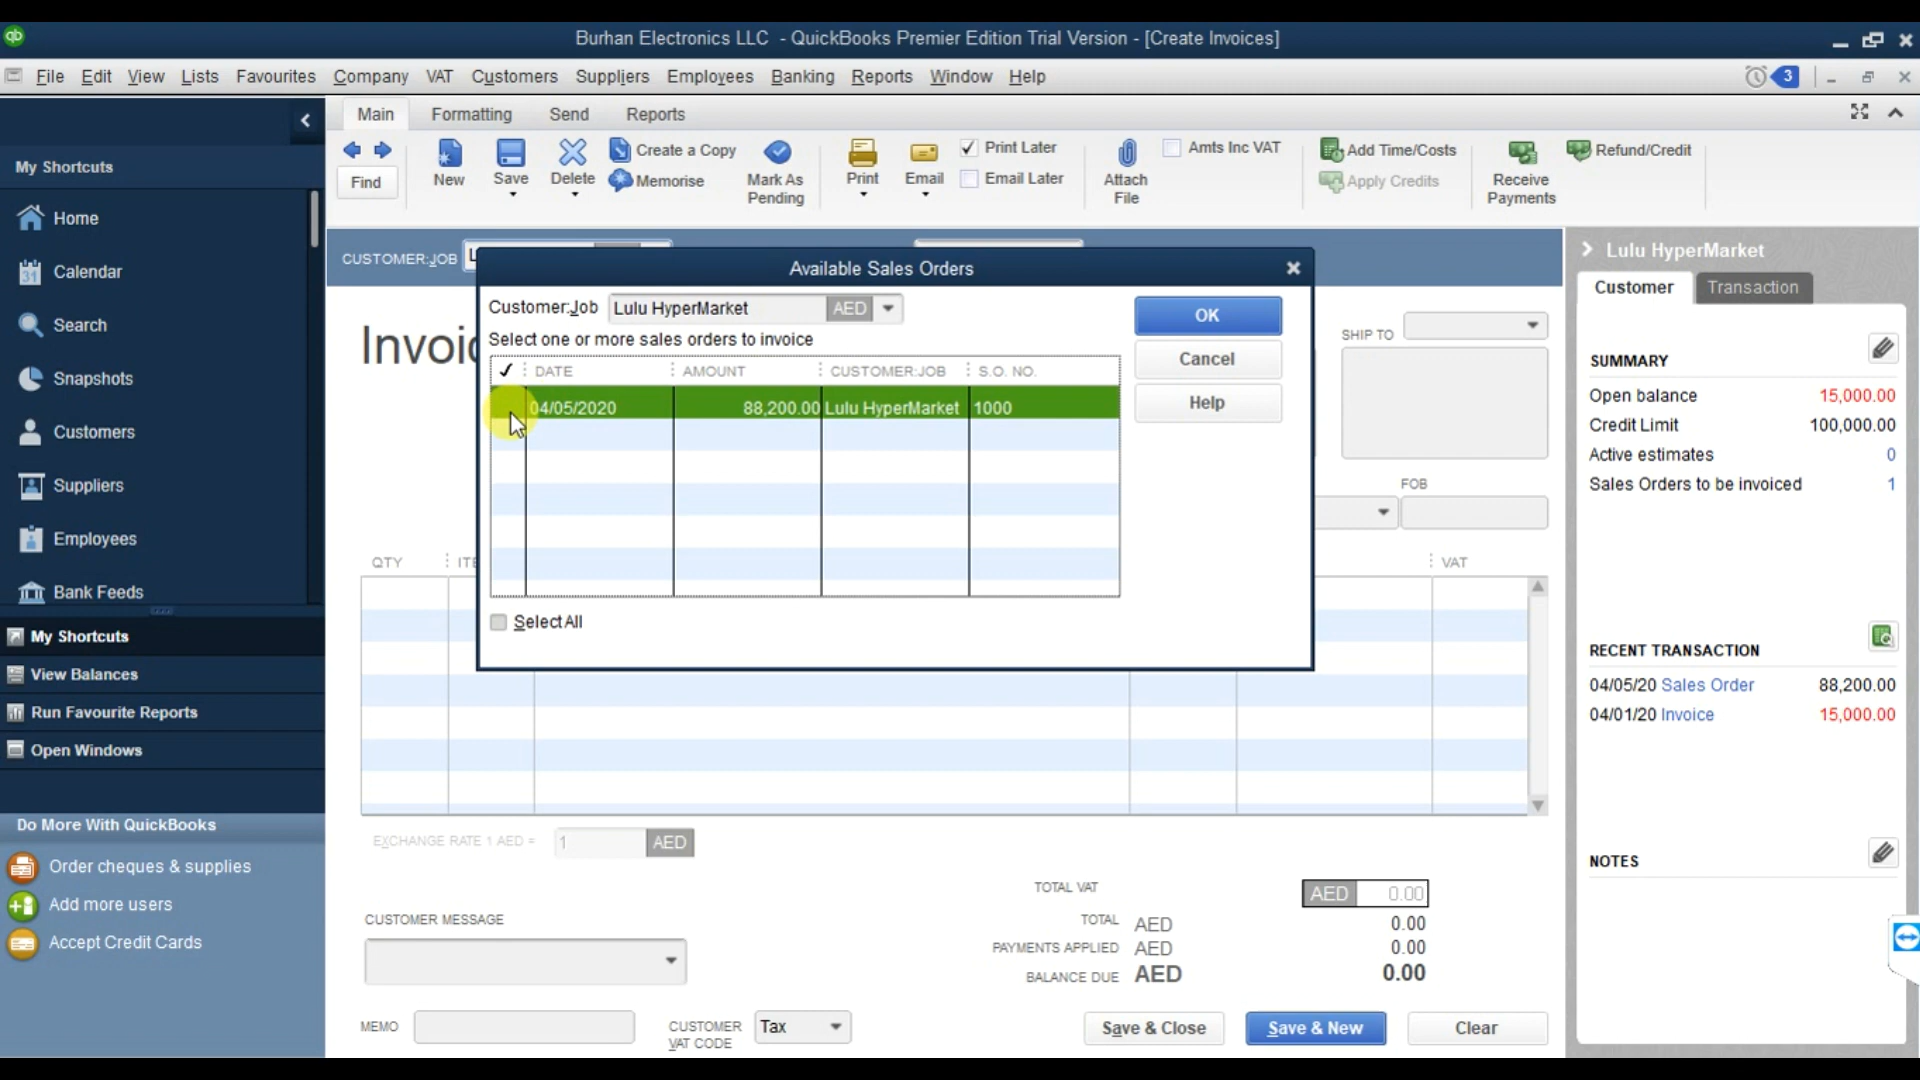 qb
Burhan Electronics LLC - QuickBooks Premier Edition Trial Version - [Create Invoices]
File Edit View Lists Favourites Company VAT Customers Suppliers Employees Banking Reports Window Help
3
Main Formatting Send Reports
Find
New
Save
Delete
Create a Copy
Memorise
Mark As
Pending
Print
Email
Print Later
Email Later
Attach
File
Amts Inc VAT
Add Time/Costs
Apply Credits
Receive
Payments
Refund/Credit
My Shortcuts
Home
Calendar
Search
Snapshots
Customers
Suppliers
Employees
Bank Feeds
My Shortcuts
View Balances
Run Favourite Reports
Open Windows
Do More With QuickBooks
Order cheques & supplies
Add more users
Accept Credit Cards
CUSTOMER:JOB
Available Sales Orders
Customer:Job Lulu HyperMarket AED
Select one or more sales orders to invoice
DATE AMOUNT CUSTOMER:JOB S.O. NO.
04/05/2020 88,200.00 Lulu HyperMarket 1000
Select All
OK
Cancel
Help
Invoic
SHIP TO
FOB
QTY ITE VAT
EXCHANGE RATE 1 AED = 1 AED
TOTAL VAT AED 0.00
TOTAL AED 0.00
PAYMENTS APPLIED AED 0.00
BALANCE DUE AED 0.00
CUSTOMER MESSAGE
MEMO
CUSTOMER
VAT CODE
Tax
Save & Close
Save & New
Clear
Lulu HyperMarket
Customer Transaction
SUMMARY
Open balance 15,000.00
Credit Limit 100,000.00
Active estimates 0
Sales Orders to be invoiced 1
RECENT TRANSACTION
04/05/20 Sales Order 88,200.00
04/01/20 Invoice 15,000.00
NOTES